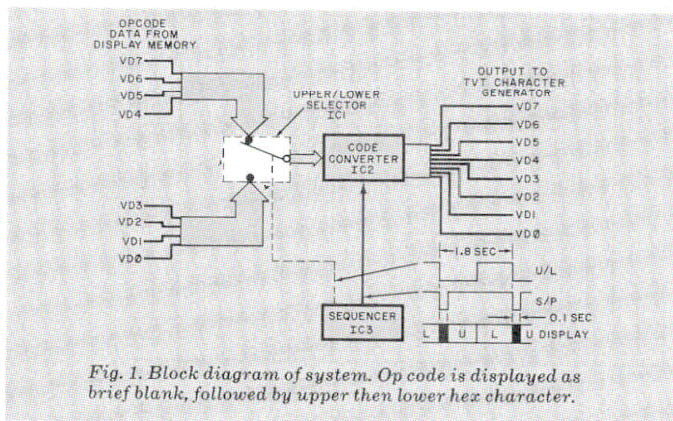 OPCODE
DATA FROM
DISPLAY MEMORY
VD7
VD6
VD5
VD4
UPPER/LOWER
SELECTOR
IC1
CODE
CONVERTER
IC2
OUTPUT TO
TVT CHARACTER
GENERATOR
VD7
VD6
VD5
VD4
VD3
VD2
VD1
VDØ
VD3
VD2
VD1
VDØ
SEQUENCER
IC3
1.8 SEC
U/L
S/P
0.1 SEC
L U L U DISPLAY
Fig. 1. Block diagram of system. Op code is displayed as
brief blank, followed by upper then lower hex character.